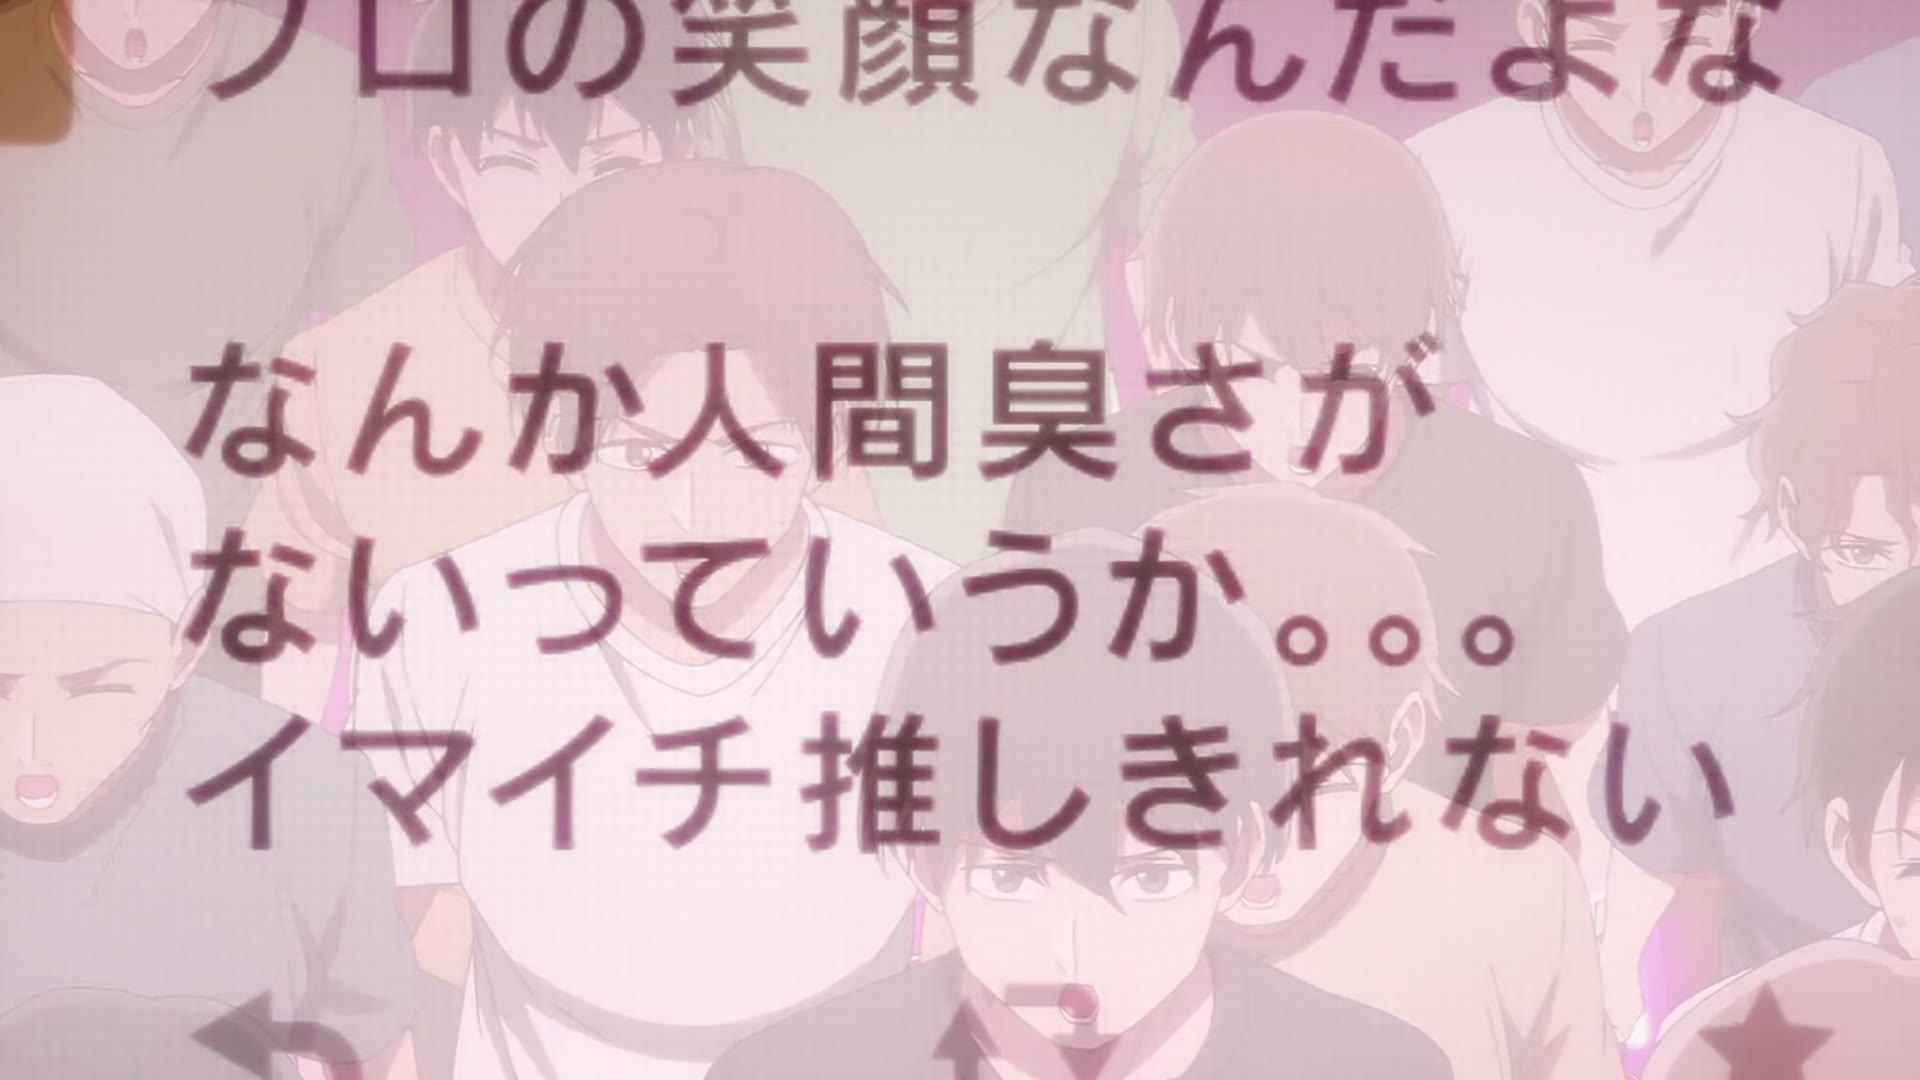 プロの笑顔なんだよな
なんか人間臭さが
ないっていうか。。。
イマイチ推しきれない